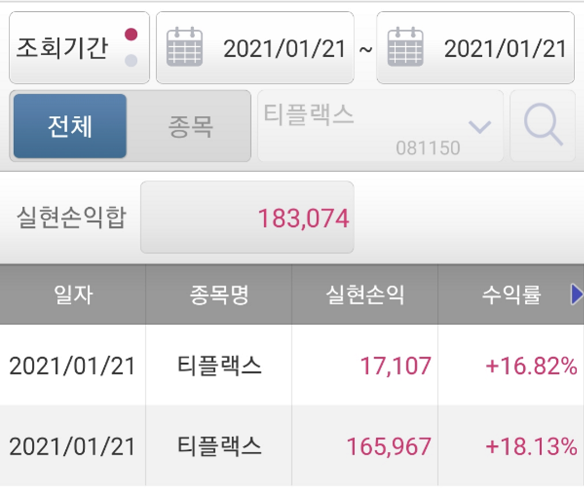 조회기간 2021/01/21 ~ 2021/01/21
전체 종목 티플랙스 081150
실현손익합 183,074
일자 종목명 실현손익 수익률
2021/01/21 티플랙스 17,107 +16.82%
2021/01/21 티플랙스 165,967 +18.13%